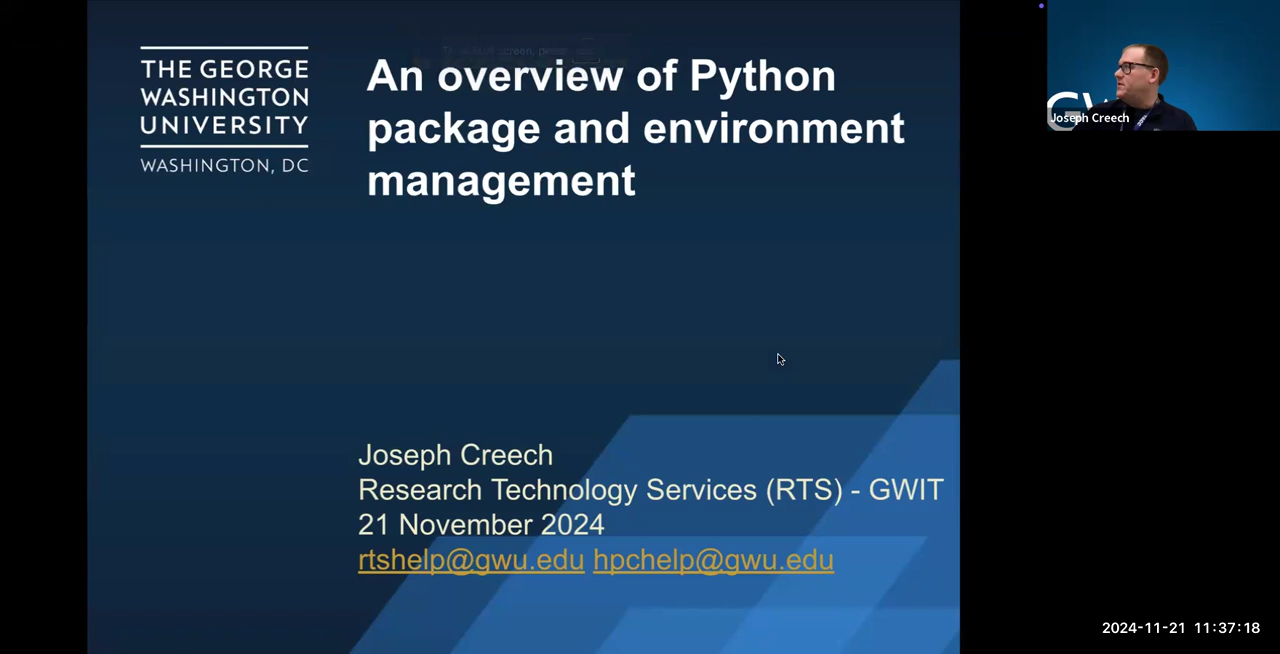 THE GEORGE
WASHINGTON
UNIVERSITY
WASHINGTON, DC
An overview of Python
package and environment
management
Joseph Creech
Research Technology Services (RTS) - GWIT
21 November 2024
rtshelp@gwu.edu hpchelp@gwu.edu
Joseph Creech
2024-11-21 11:37:18